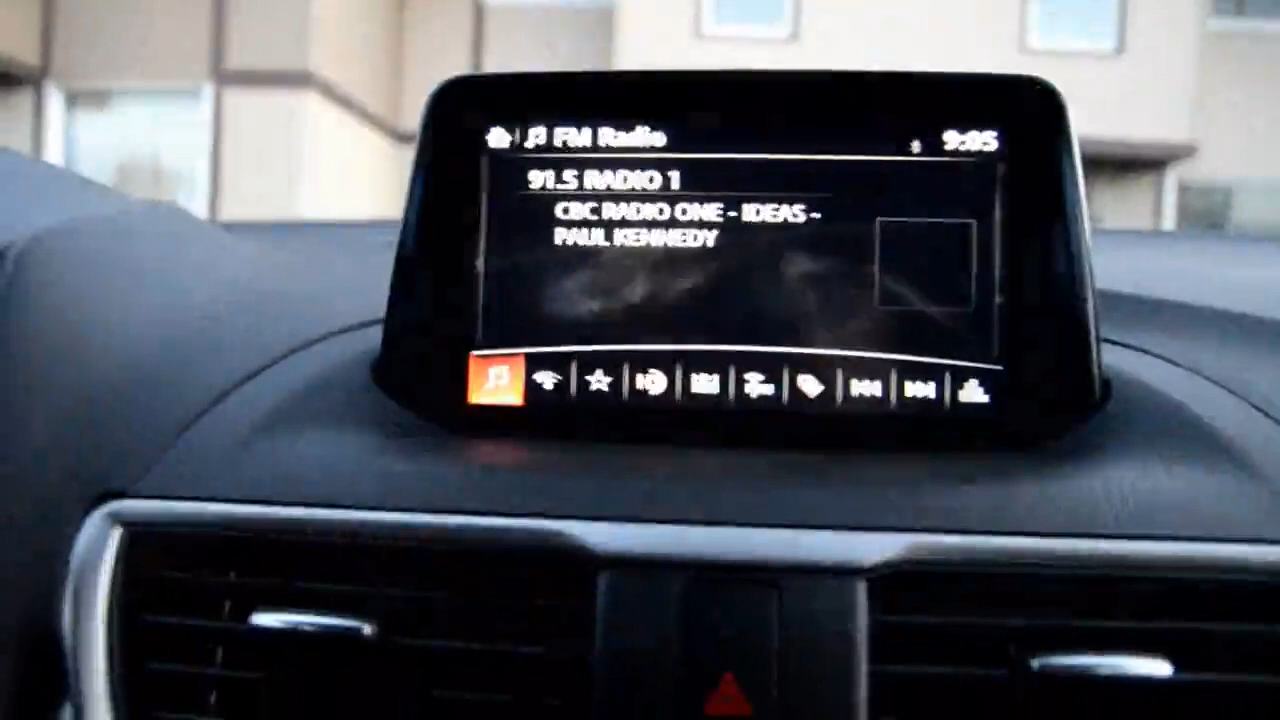 FM Radio 9:05
91.5 RADIO 1
CBC RADIO ONE - IDEAS -
PAUL KENNEDY